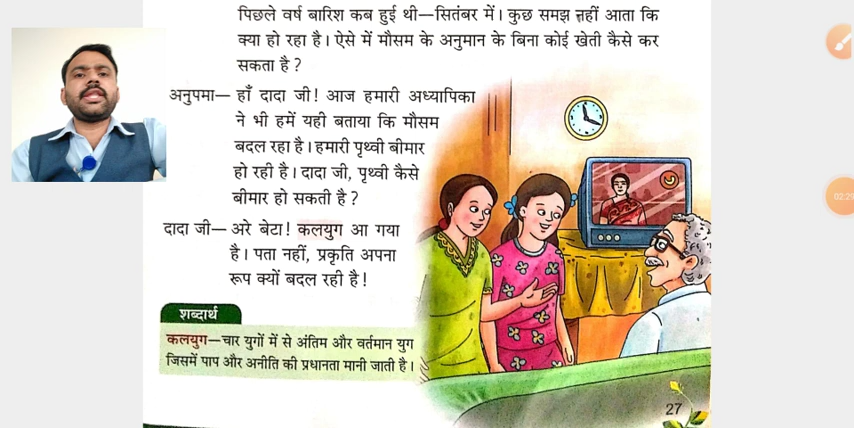 पिछले वर्ष बारिश कब हुई थी—सितंबर में। कुछ समझ नहीं आता कि
क्या हो रहा है। ऐसे में मौसम के अनुमान के बिना कोई खेती कैसे कर
सकता है ?
अनुपमा— हाँ दादा जी! आज हमारी अध्यापिका
ने भी हमें यही बताया कि मौसम
बदल रहा है। हमारी पृथ्वी बीमार
हो रही है। दादा जी, पृथ्वी कैसे
बीमार हो सकती है ?
दादा जी— अरे बेटा! कलयुग आ गया
है। पता नहीं, प्रकृति अपना
रूप क्यों बदल रही है!
शब्दार्थ
कलयुग—चार युगों में से अंतिम और वर्तमान युग
जिसमें पाप और अनीति की प्रधानता मानी जाती है।
27